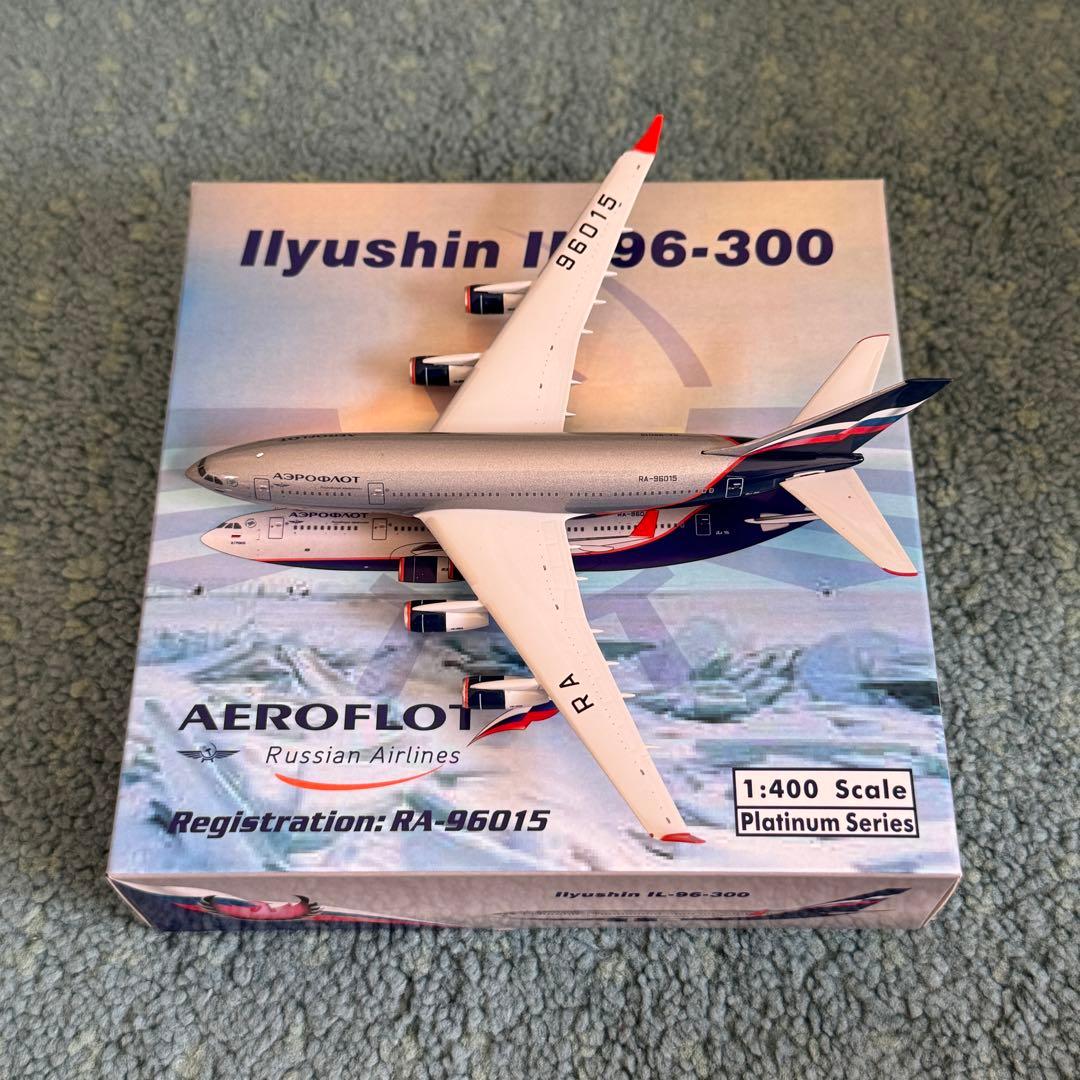 Ilyushin IL-96-300
96015
АЭРОФЛОТ
RA-96015
АЭРОФЛОТ
RA
AEROFLOT
Russian Airlines
Registration: RA-96015
1:400 Scale
Platinum Series
Ilyushin IL-96-300